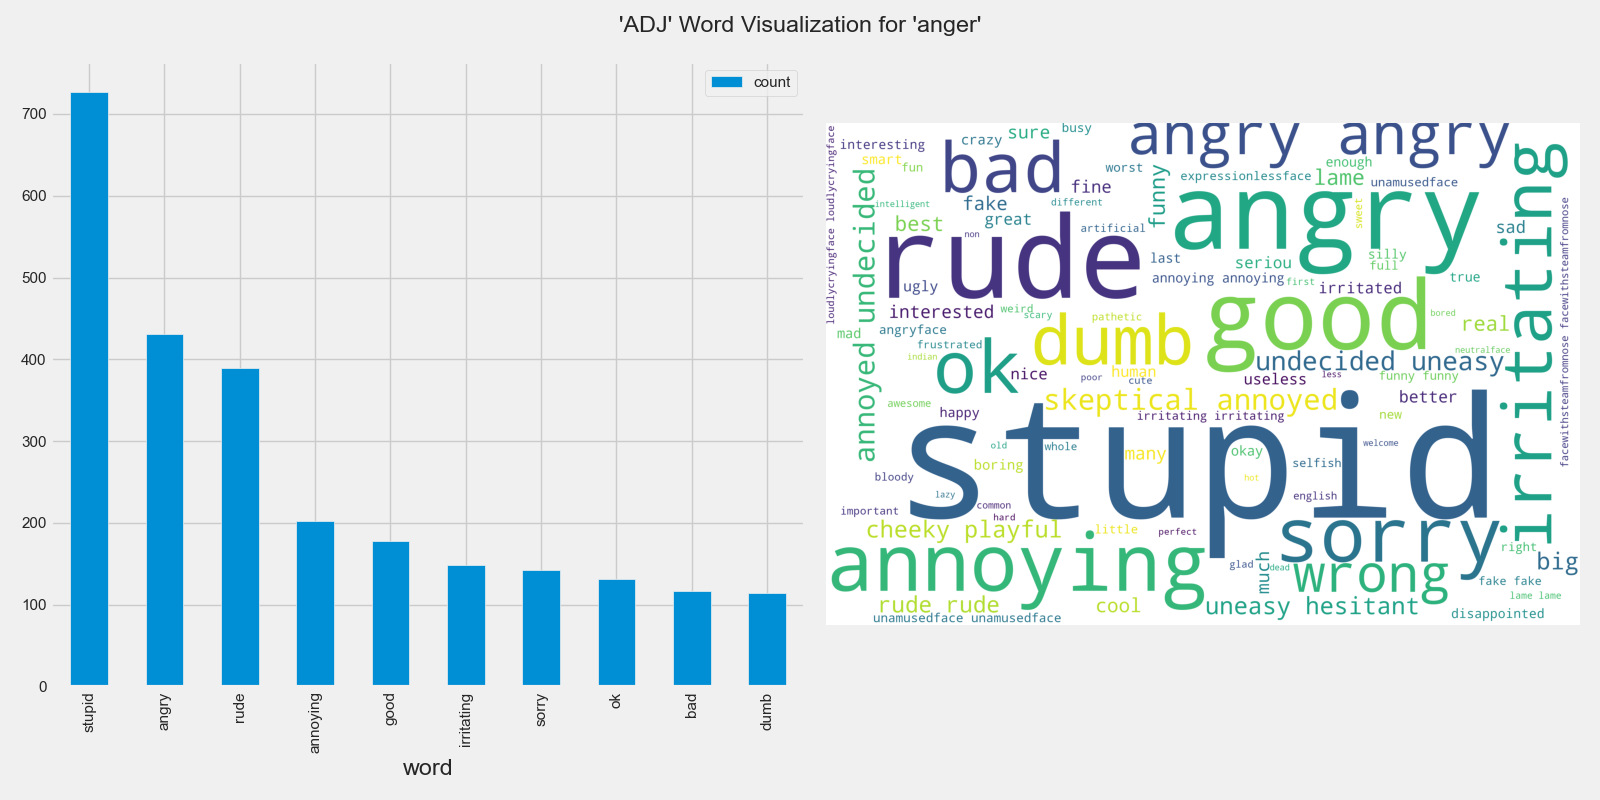 'ADJ' Word Visualization for 'anger'
count
700
600
500
400
300
200
100
0
stupid
angry
rude
annoying
good
irritating
sorry
ok
bad
dumb
word
loudlycryingface loudlycryingface
interesting
crazy
sure
busy
angry angry
smart
fun
bad
worst
funny
expressionlessface
enough
lame
unamusedface
irritating
annoyed undecided
intelligent
fake
fine
different
best
great
artificial
non
rude
angry
sweet
sad
facewithsteamfromnose facewithsteamfromnose
last
seriou
silly
full
annoying annoying
first
irritated
true
ugly
interested
weird
scary
pathetic
good
bored
real
mad
angryface
frustrated
indian
dumb
undecided uneasy
neutralface
ok
nice
poor
human
cute
useless
less
funny funny
awesome
happy
skeptical annoyed
irritating irritating
better
new
stupid
old
whole
boring
many
okay
welcome
selfish
hot
bloody
lazy
common
hard
english
important
cheeky playful
little
perfect
sorry
right
annoying
glad
much
dead
wrong
big
fake fake
lame lame
rude rude
cool
uneasy hesitant
disappointed
unamusedface unamusedface